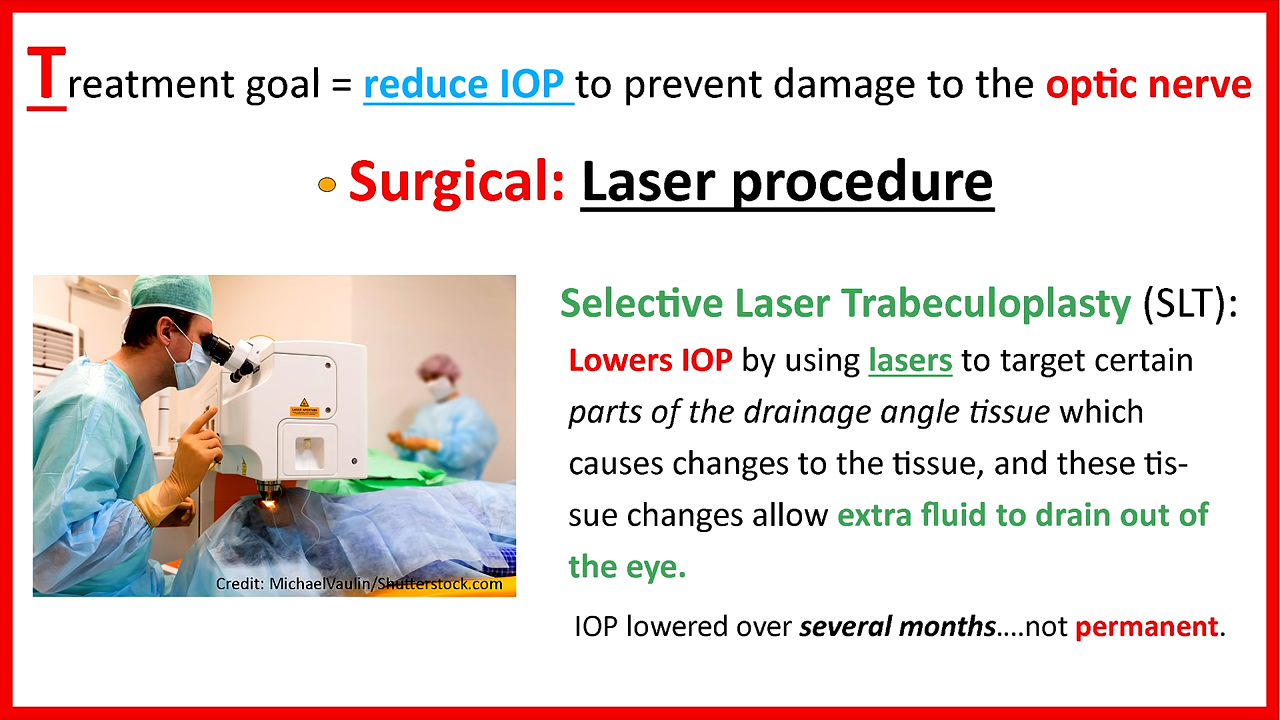 Treatment goal = reduce IOP to prevent damage to the optic nerve
• Surgical: Laser procedure
Selective Laser Trabeculoplasty (SLT):
Lowers IOP by using lasers to target certain
parts of the drainage angle tissue which
causes changes to the tissue, and these tis-
sue changes allow extra fluid to drain out of
the eye.
Credit: MichaelVaulin/Shutterstock.com
IOP lowered over several months....not permanent.